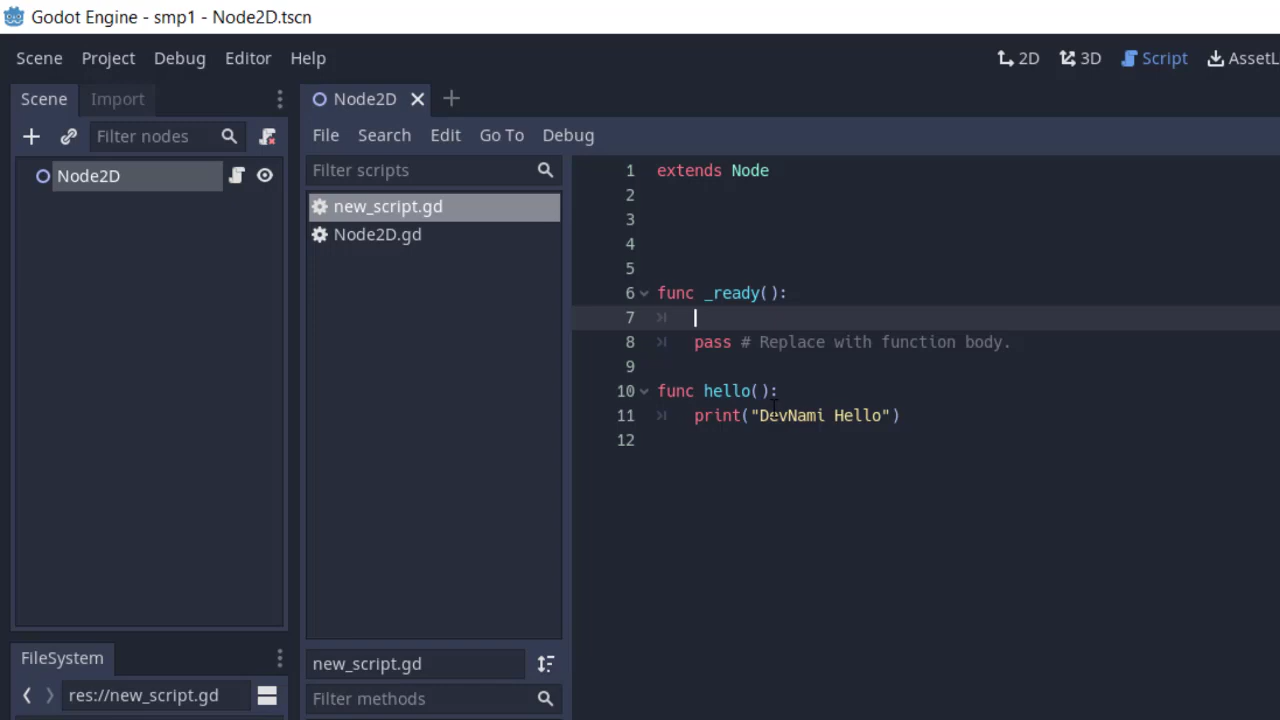 Godot Engine - smp1 - Node2D.tscn
Scene Project Debug Editor Help
2D 3D Script AssetL
Scene Import
Filter nodes
Node2D
FileSystem
res://new_script.gd
Node2D
File Search Edit Go To Debug
Filter scripts
new_script.gd
Node2D.gd
new_script.gd
Filter methods
1 extends Node
2
3
4
5
6 func _ready():
7
8 pass # Replace with function body.
9
10 func hello():
11 print("DevNami Hello")
12